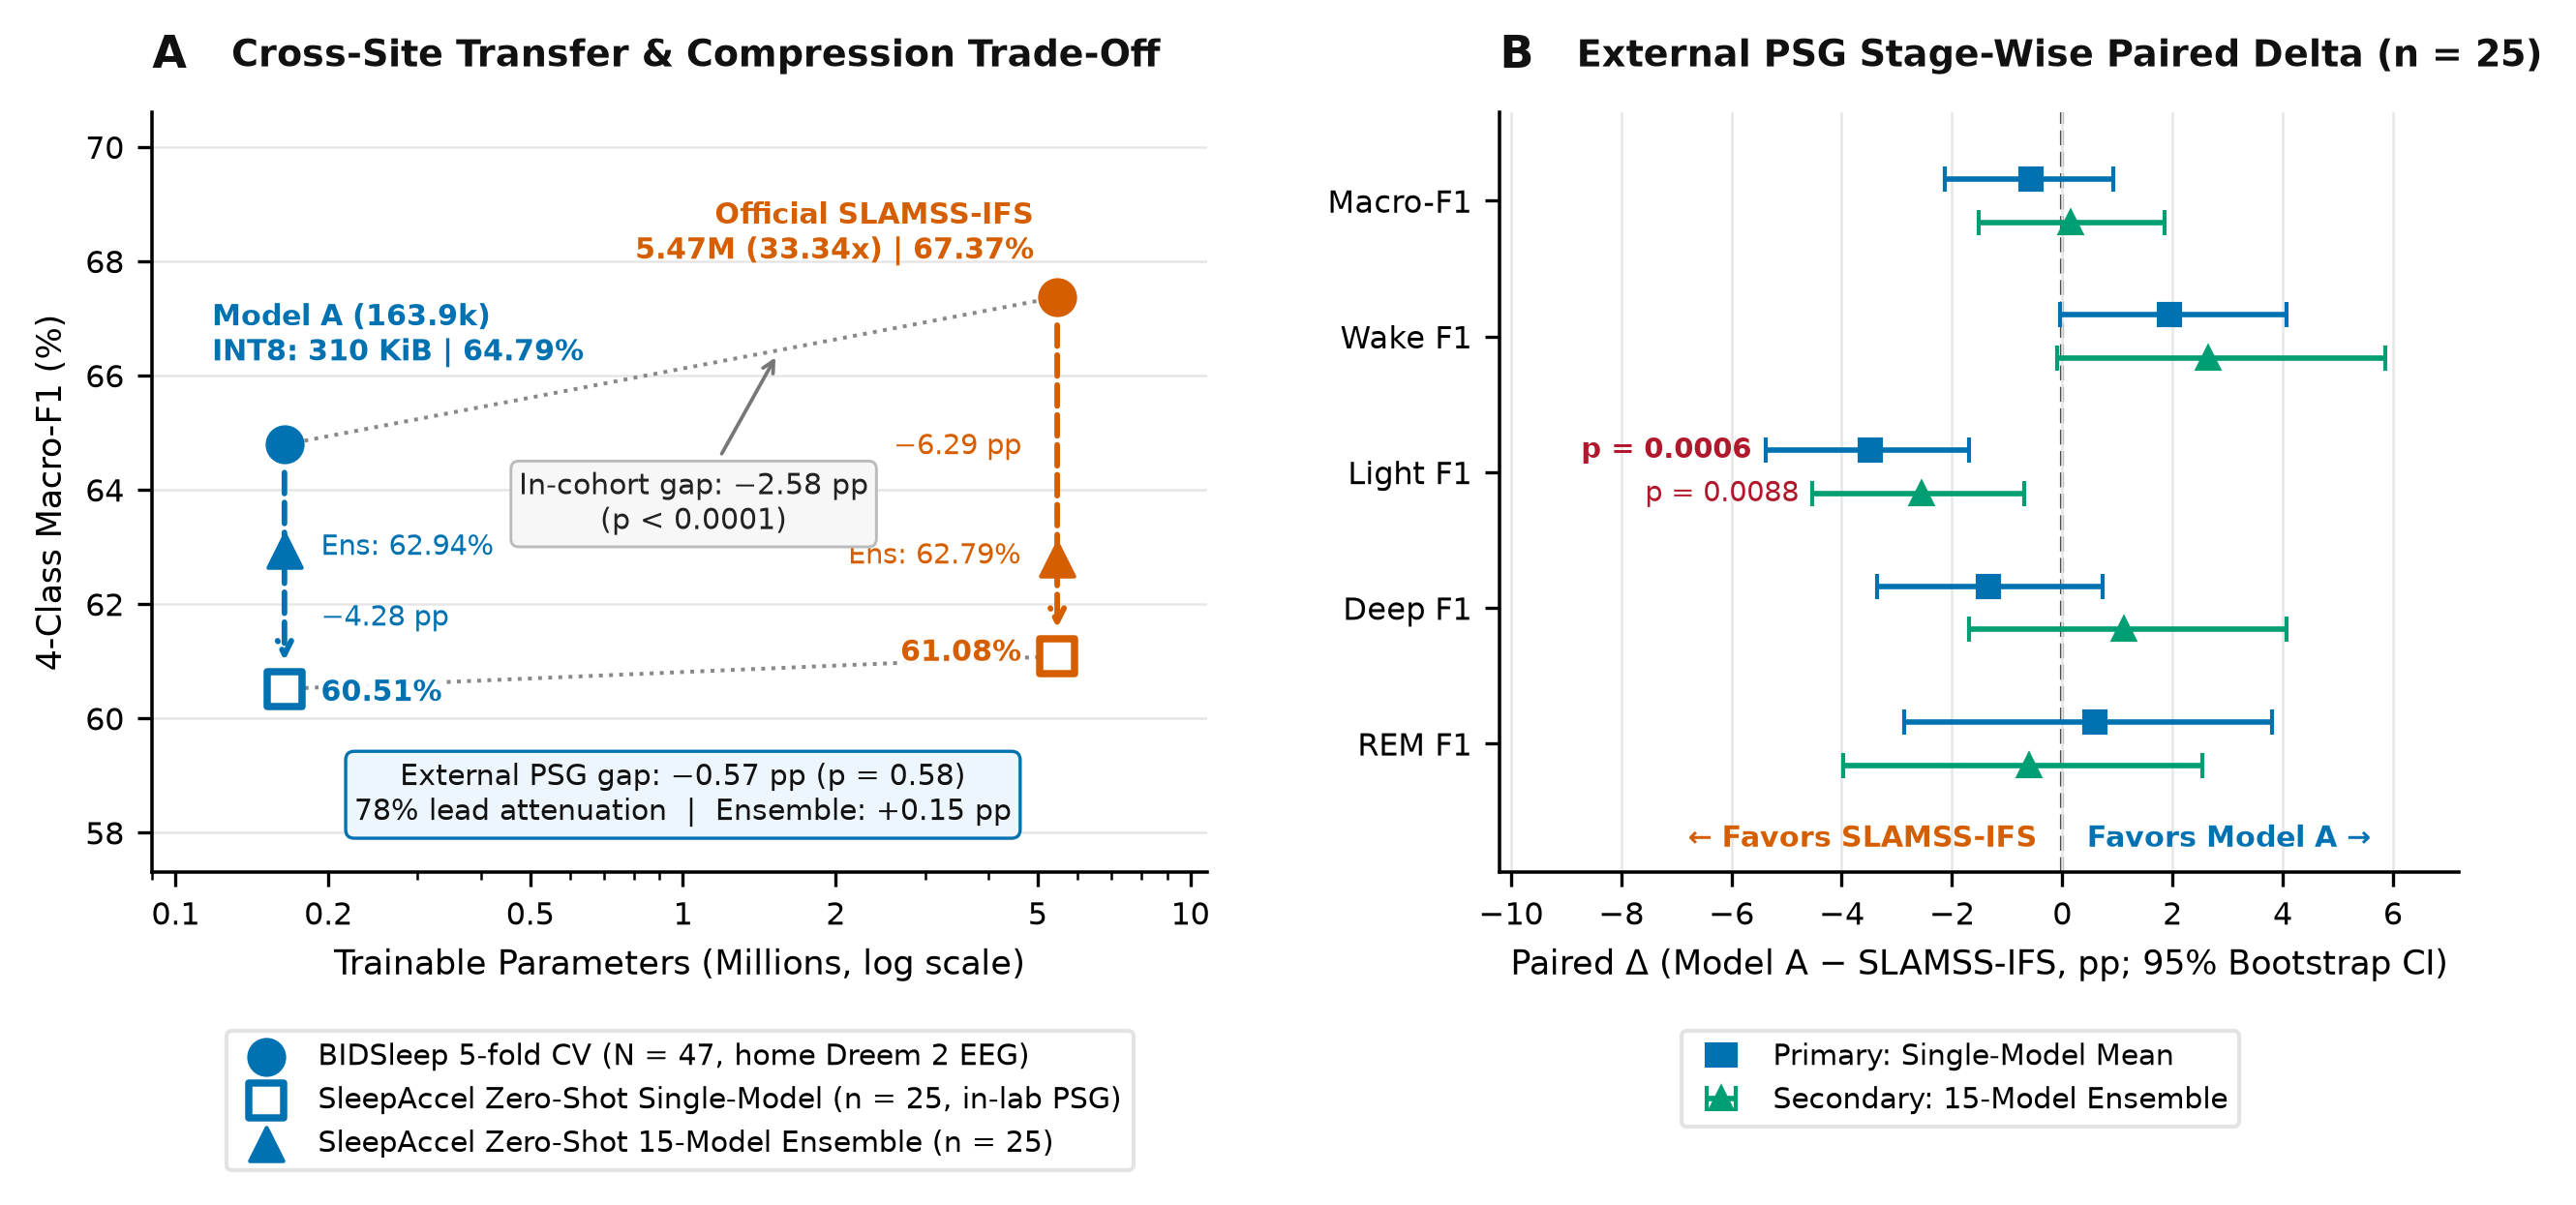 A Cross-Site Transfer & Compression Trade-Off
4-Class Macro-F1 (%)
70
68
66
64
62
60
58
Official SLAMSS-IFS
5.47M (33.34x) | 67.37%
Model A (163.9k)
INT8: 310 KiB | 64.79%
−6.29 pp
In-cohort gap: −2.58 pp
(p < 0.0001)
Ens: 62.94%
Ens: 62.79%
−4.28 pp
61.08%
60.51%
External PSG gap: −0.57 pp (p = 0.58)
78% lead attenuation | Ensemble: +0.15 pp
0.1 0.2 0.5 1 2 5 10
Trainable Parameters (Millions, log scale)
BIDSleep 5-fold CV (N = 47, home Dreem 2 EEG)
SleepAccel Zero-Shot Single-Model (n = 25, in-lab PSG)
SleepAccel Zero-Shot 15-Model Ensemble (n = 25)
B External PSG Stage-Wise Paired Delta (n = 25)
Macro-F1
Wake F1
Light F1
Deep F1
REM F1
p = 0.0006
p = 0.0088
← Favors SLAMSS-IFS
Favors Model A →
−10 −8 −6 −4 −2 0 2 4 6
Paired Δ (Model A − SLAMSS-IFS, pp; 95% Bootstrap CI)
Primary: Single-Model Mean
Secondary: 15-Model Ensemble